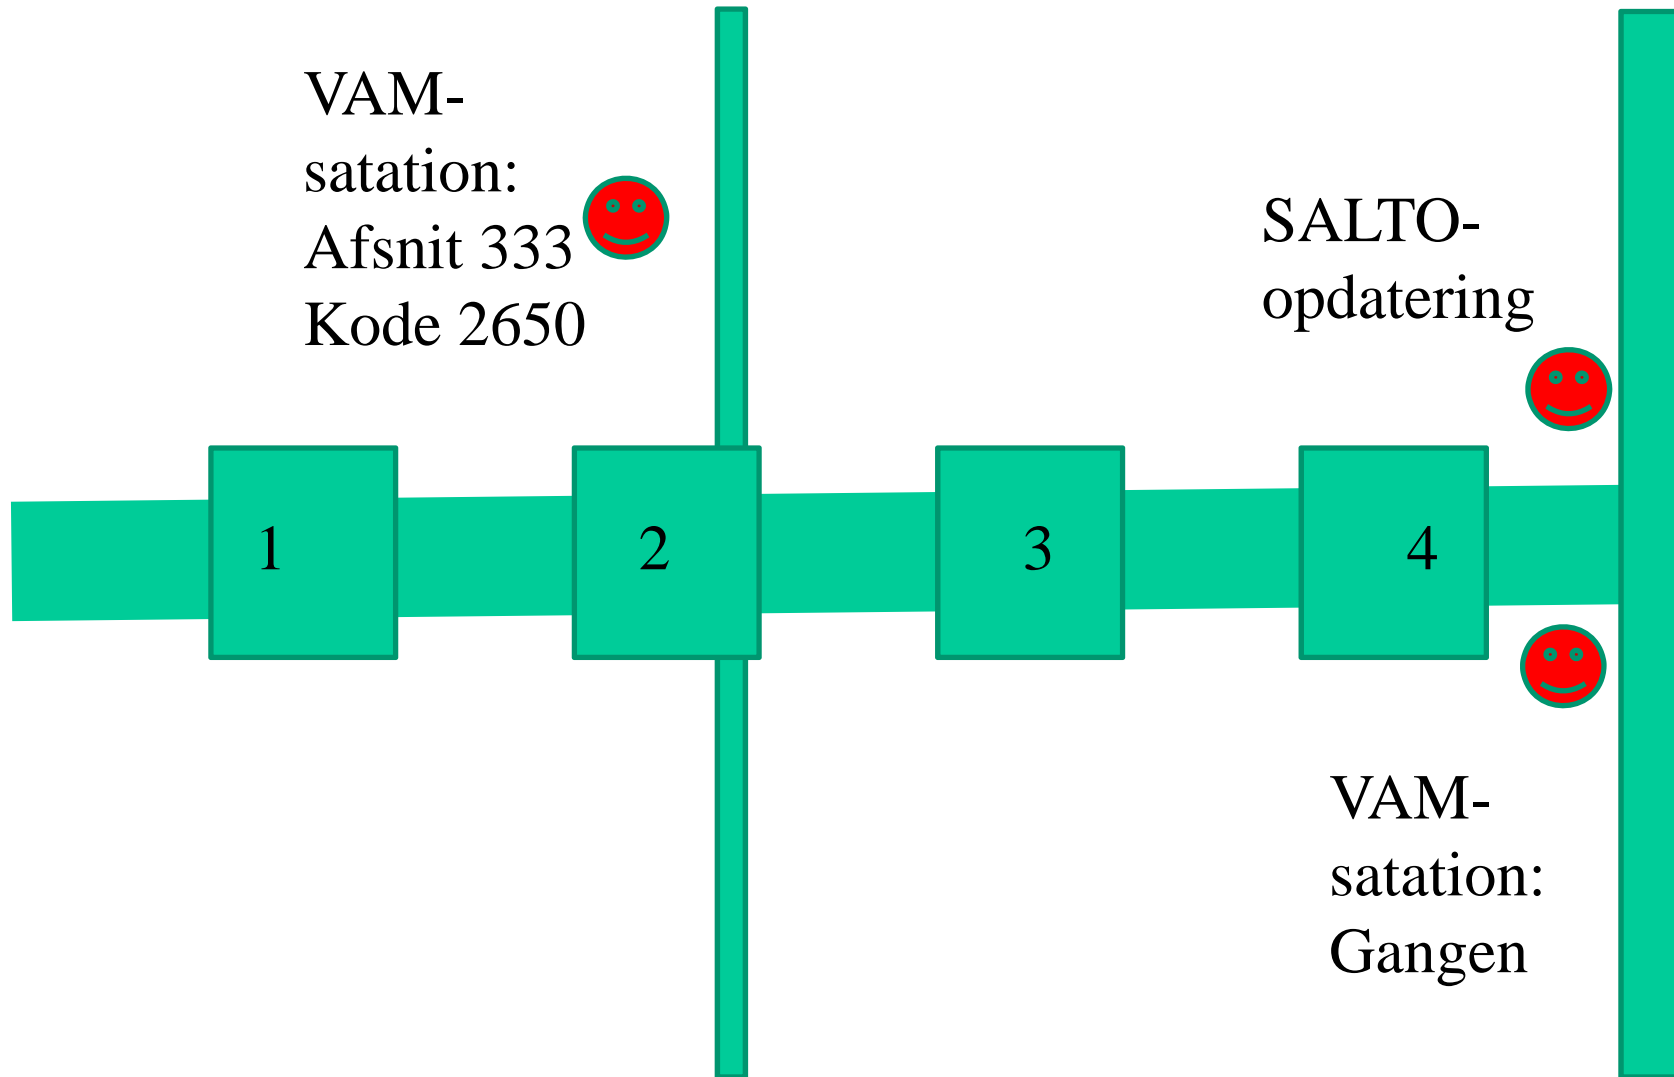 VAM-
satation:
Afsnit 333
Kode 2650
SALTO-
opdatering
1
2
3
4
VAM-
satation:
Gangen